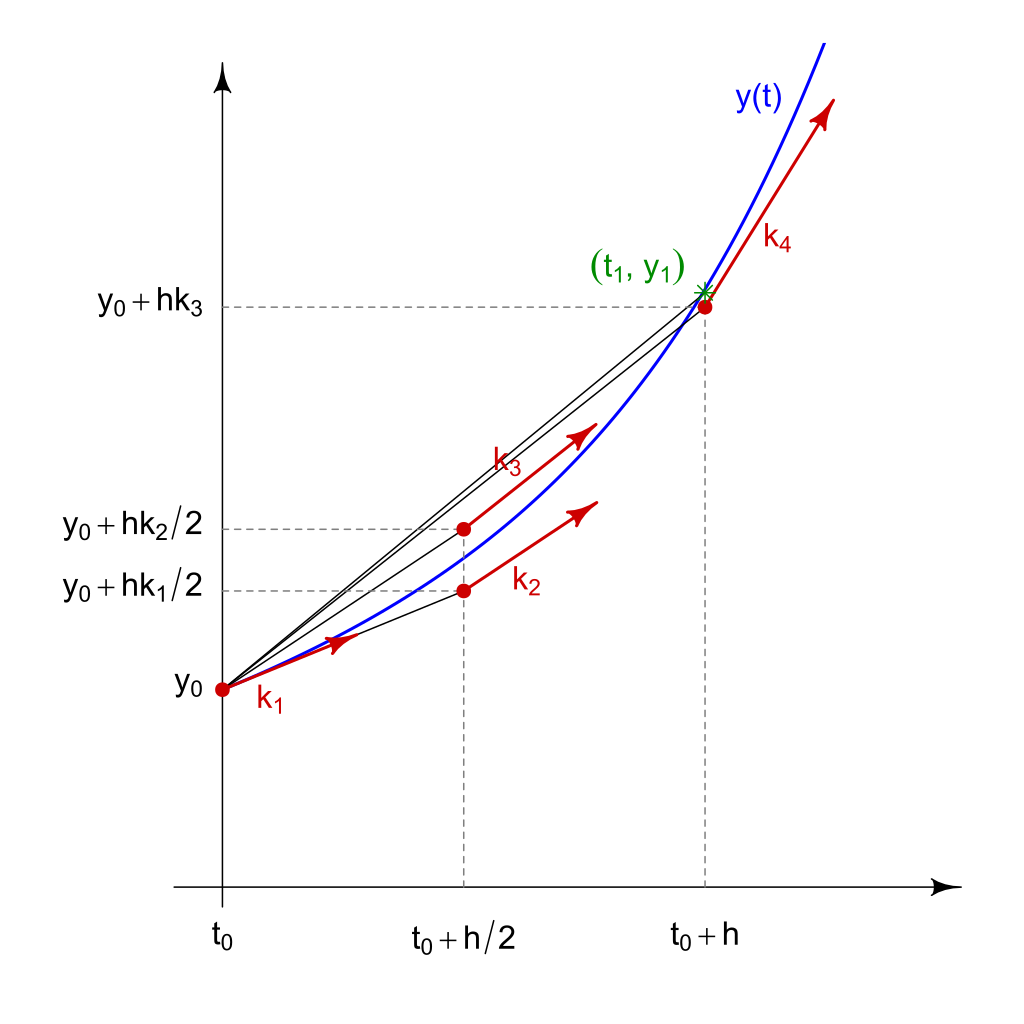 y(t)
k₄
(t₁, y₁)
y₀ + hk₃
k₃
y₀ + hk₂/2
k₂
y₀ + hk₁/2
y₀
k₁
t₀
t₀ + h/2
t₀ + h